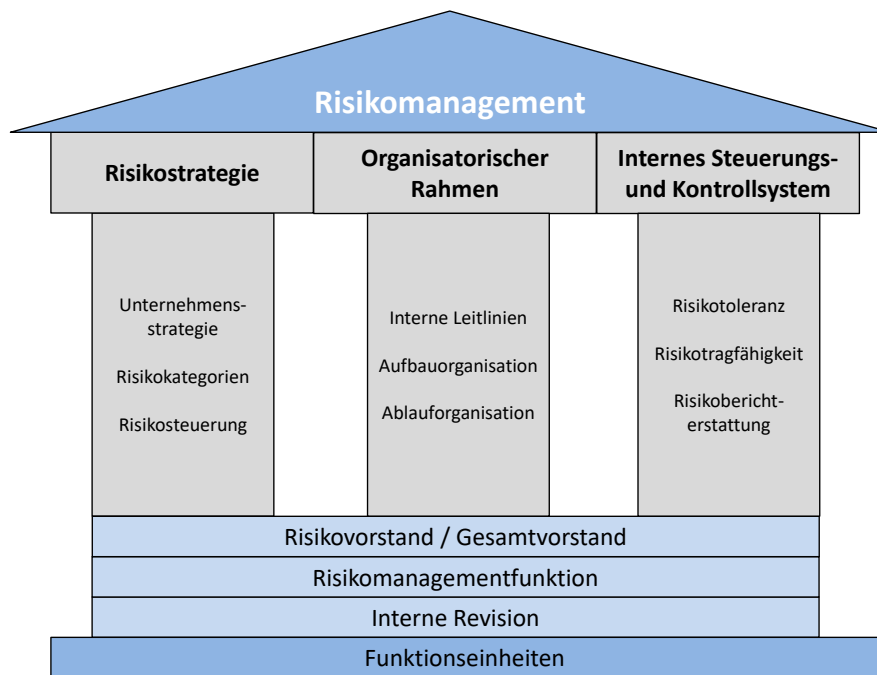 Risikomanagement
Risikostrategie
Organisatorischer
Rahmen
Internes Steuerungs-
und Kontrollsystem
Unternehmens-
strategie
Risikokategorien
Risikosteuerung
Interne Leitlinien
Aufbauorganisation
Ablauforganisation
Risikotoleranz
Risikotragfähigkeit
Risikobericht-
erstattung
Risikovorstand / Gesamtvorstand
Risikomanagementfunktion
Interne Revision
Funktionseinheiten